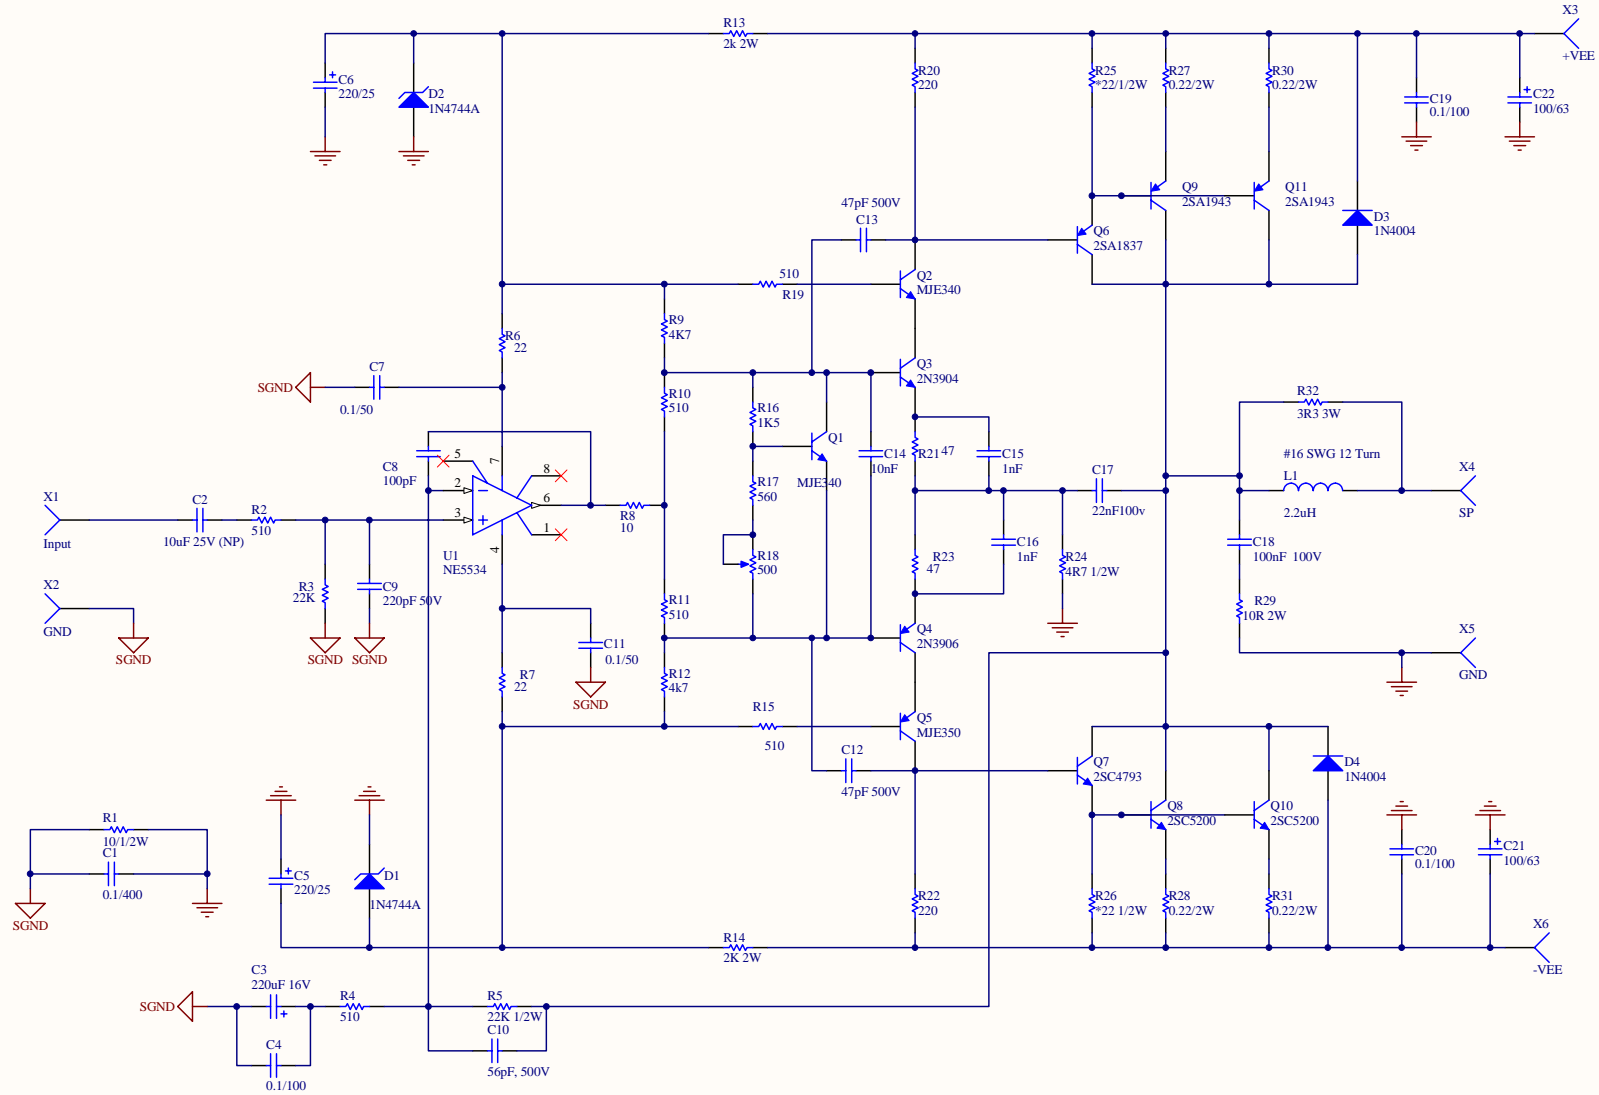 R13
2k 2W
X3
+VEE
C6
220/25
D2
1N4744A
R20
220
R25
*22/1/2W
R27
0.22/2W
R30
0.22/2W
C19
0.1/100
C22
100/63
47pF 500V
C13
Q9
2SA1943
Q11
2SA1943
D3
1N4004
Q6
2SA1837
510
R19
Q2
MJE340
R6
22
R9
4K7
C7
SGND
0.1/50
Q3
2N3904
R10
510
R16
1K5
R32
3R3 3W
Q1
MJE340
C14
10nF
R21 47
C15
1nF
C8
100pF
5
7
8
2
6
3
1
4
U1
NE5534
R8
10
R17
560
C17
22nF100v
#16 SWG 12 Turn
L1
2.2uH
X4
SP
X1
Input
C2
10uF 25V (NP)
R2
510
R18
500
R23
47
C16
1nF
R24
4R7 1/2W
C18
100nF 100V
X2
GND
SGND
R3
22K
SGND
C9
220pF 50V
SGND
R11
510
R29
10R 2W
C11
0.1/50
SGND
Q4
2N3906
X5
GND
R7
22
R12
4k7
R15
510
Q5
MJE350
C12
47pF 500V
Q7
2SC4793
D4
1N4004
Q8
2SC5200
Q10
2SC5200
R1
10/1/2W
C1
0.1/400
SGND
C5
220/25
D1
1N4744A
C20
0.1/100
C21
100/63
R22
220
R26
*22 1/2W
R28
0.22/2W
R31
0.22/2W
R14
2K 2W
X6
-VEE
C3
220uF 16V
SGND
R4
510
R5
22K 1/2W
C10
56pF, 500V
C4
0.1/100